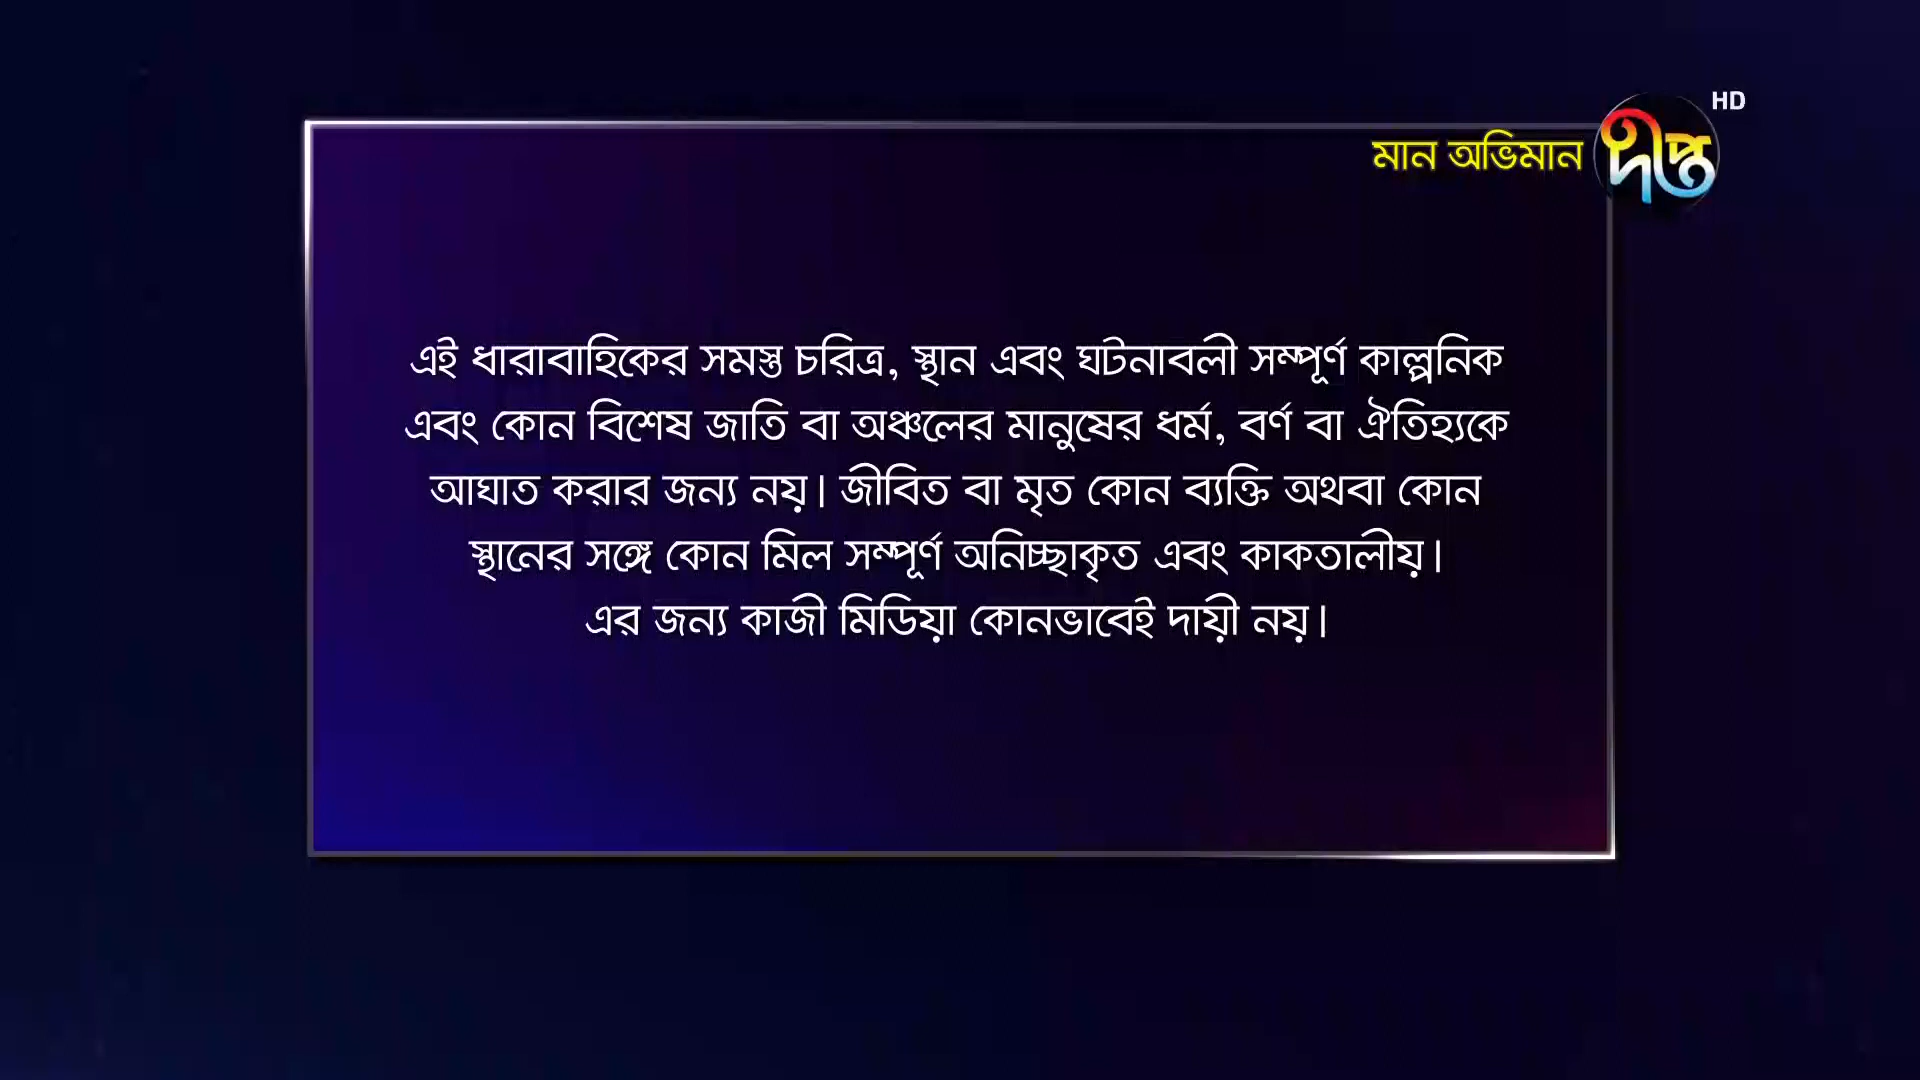 HD
মান অভিমান দীপ্ত
এই ধারাবাহিকের সমস্ত চরিত্র, স্থান এবং ঘটনাবলী সম্পূর্ণ কাল্পনিক
এবং কোন বিশেষ জাতি বা অঞ্চলের মানুষের ধর্ম, বর্ণ বা ঐতিহ্যকে
আঘাত করার জন্য নয়। জীবিত বা মৃত কোন ব্যক্তি অথবা কোন
স্থানের সঙ্গে কোন মিল সম্পূর্ণ অনিচ্ছাকৃত এবং কাকতালীয়।
এর জন্য কাজী মিডিয়া কোনভাবেই দায়ী নয়।